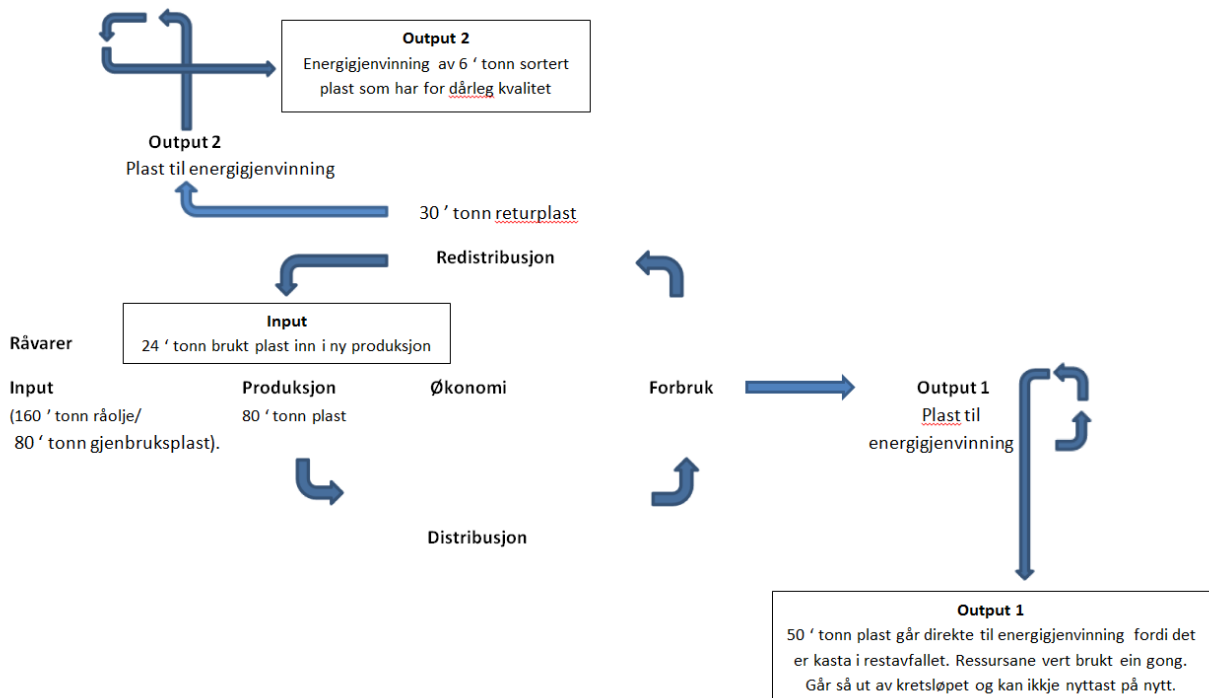 Output 2
Energigjenvinning av 6 ‘ tonn sortert
plast som har for dårleg kvalitet
Output 2
Plast til energigjenvinning
30 ’ tonn returplast
Redistribusjon
Input
24 ‘ tonn brukt plast inn i ny produksjon
Råvarer
Input
(160 ’ tonn råolje/
80 ‘ tonn gjenbruksplast).
Produksjon
80 ‘ tonn plast
Økonomi
Forbruk
Output 1
Plast til
energigjenvinning
Distribusjon
Output 1
50 ‘ tonn plast går direkte til energigjenvinning fordi det
er kasta i restavfallet. Ressursane vert brukt ein gong.
Går så ut av kretsløpet og kan ikkje nyttast på nytt.